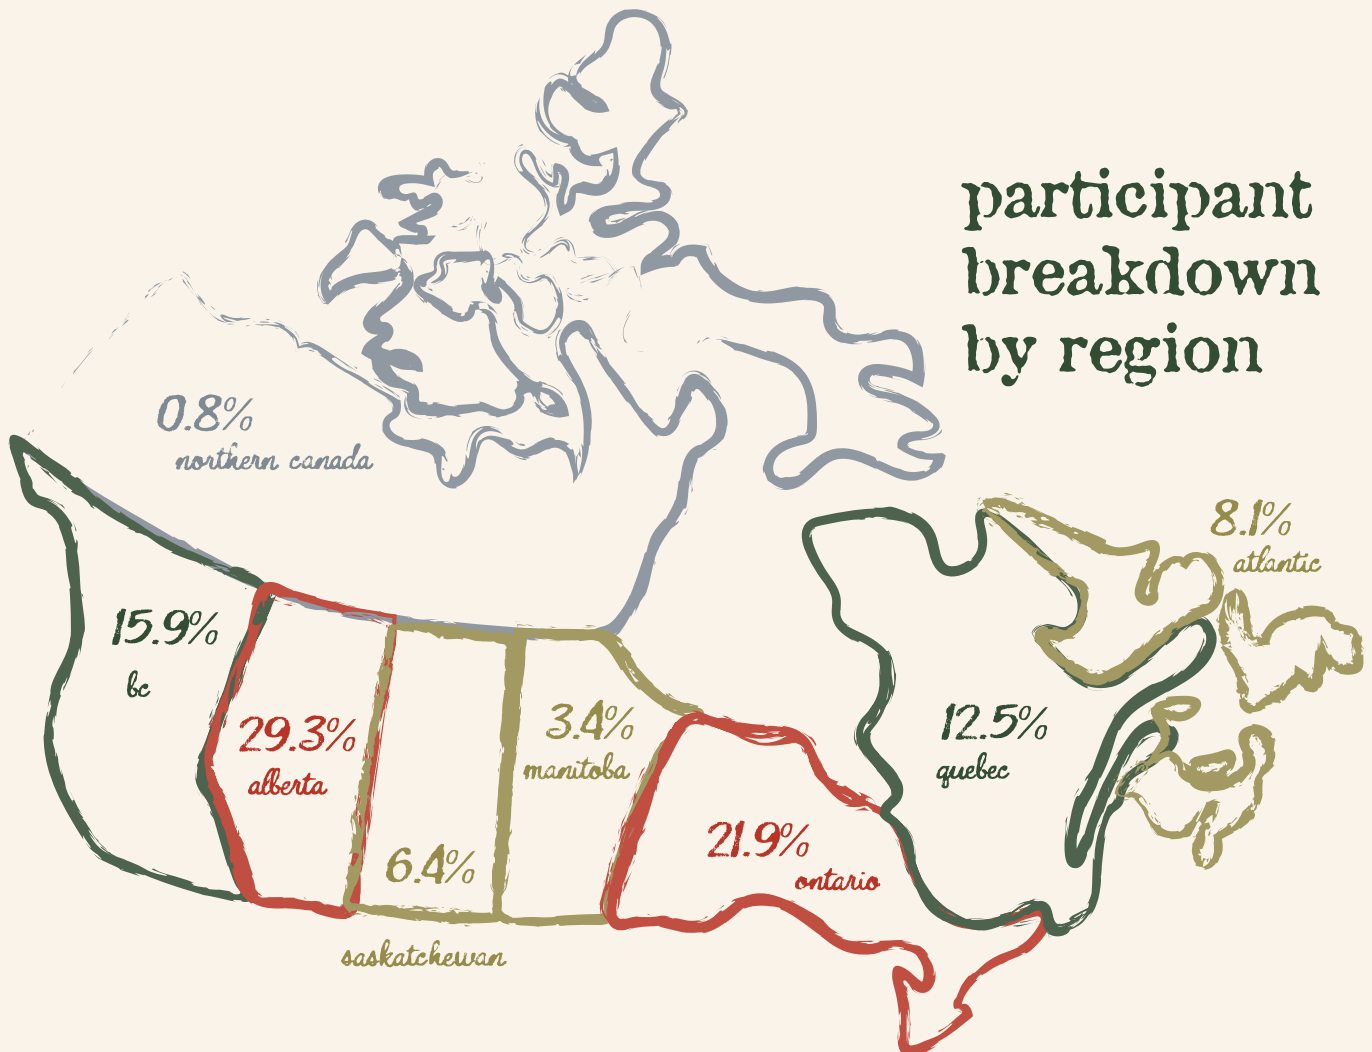 participant
breakdown
by region
0.8%
northern canada
8.1%
atlantic
15.9%
bc
29.3%
alberta
3.4%
manitoba
12.5%
quebec
6.4%
saskatchewan
21.9%
ontario